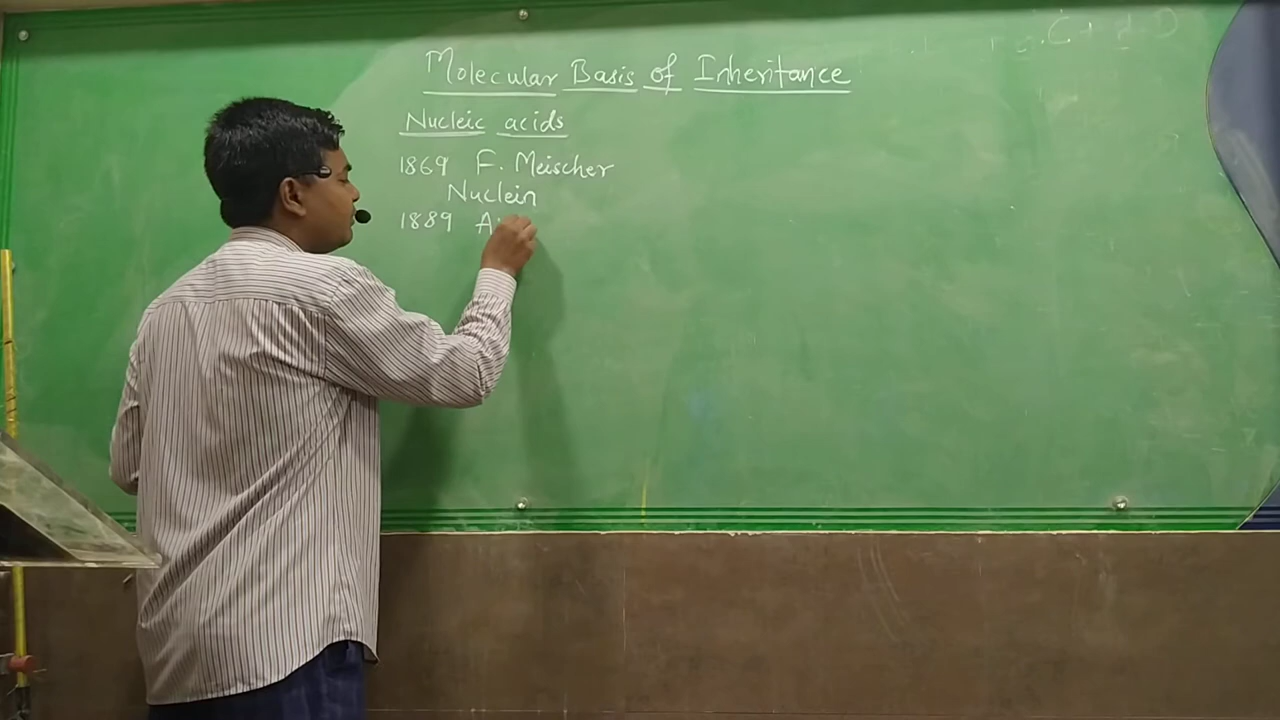 Molecular Basis of Inheritance
Nucleic acids
1869 F. Meischer
Nuclein
1889 A